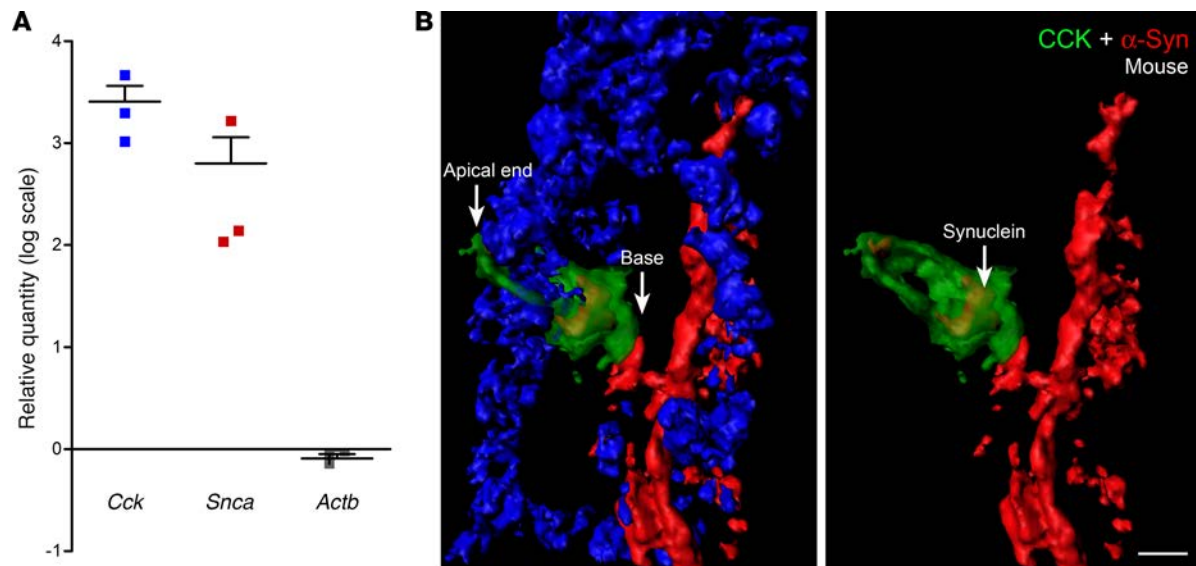 A
Relative quantity (log scale)
4
3
2
1
0
-1
Cck Snca Actb
B
Apical end
Base
CCK + α-Syn
Mouse
Synuclein